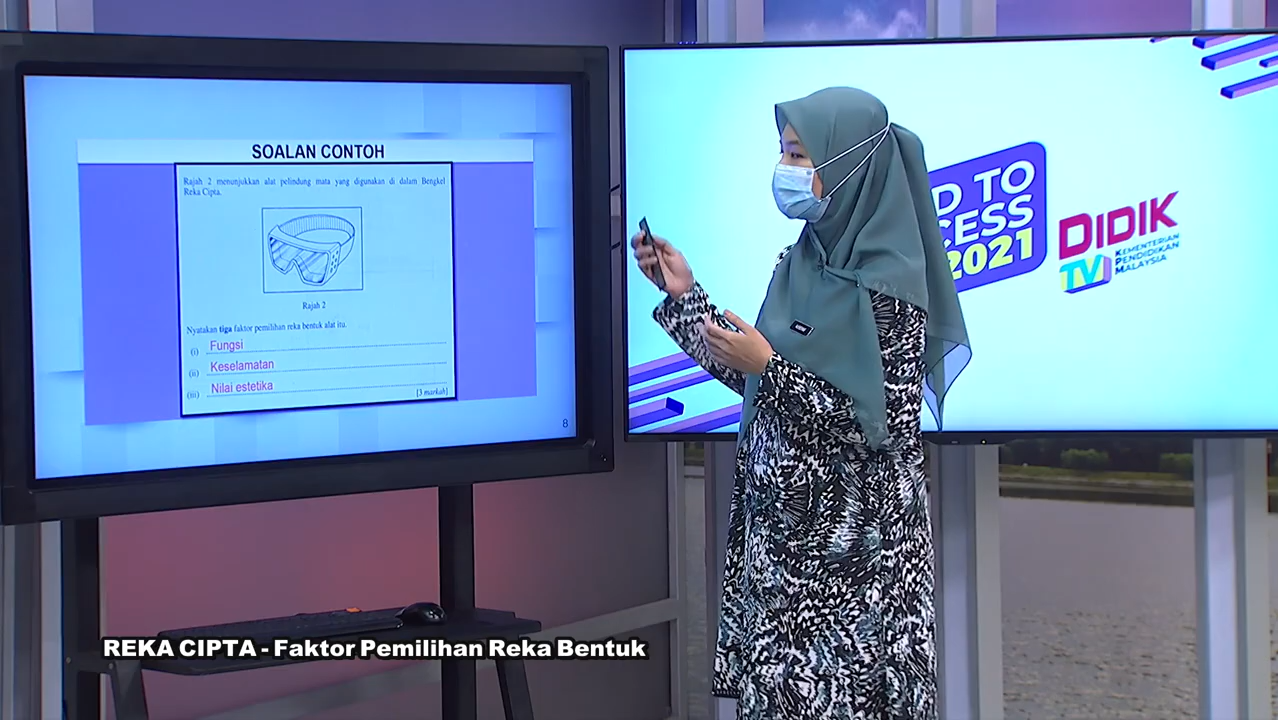 SOALAN CONTOH
Rajah 2 menunjukkan alat pelindung mata yang digunakan di dalam Bengkel
Reka Cipta.
Rajah 2
Nyatakan tiga faktor pemilihan reka bentuk alat itu.
(i) Fungsi
(ii) Keselamatan
(iii) Nilai estetika
[3 markah]
8
D TO
CESS
2021
DIDIK
TV
KEMENTERIAN
PENDIDIKAN
MALAYSIA
REKA CIPTA - Faktor Pemilihan Reka Bentuk